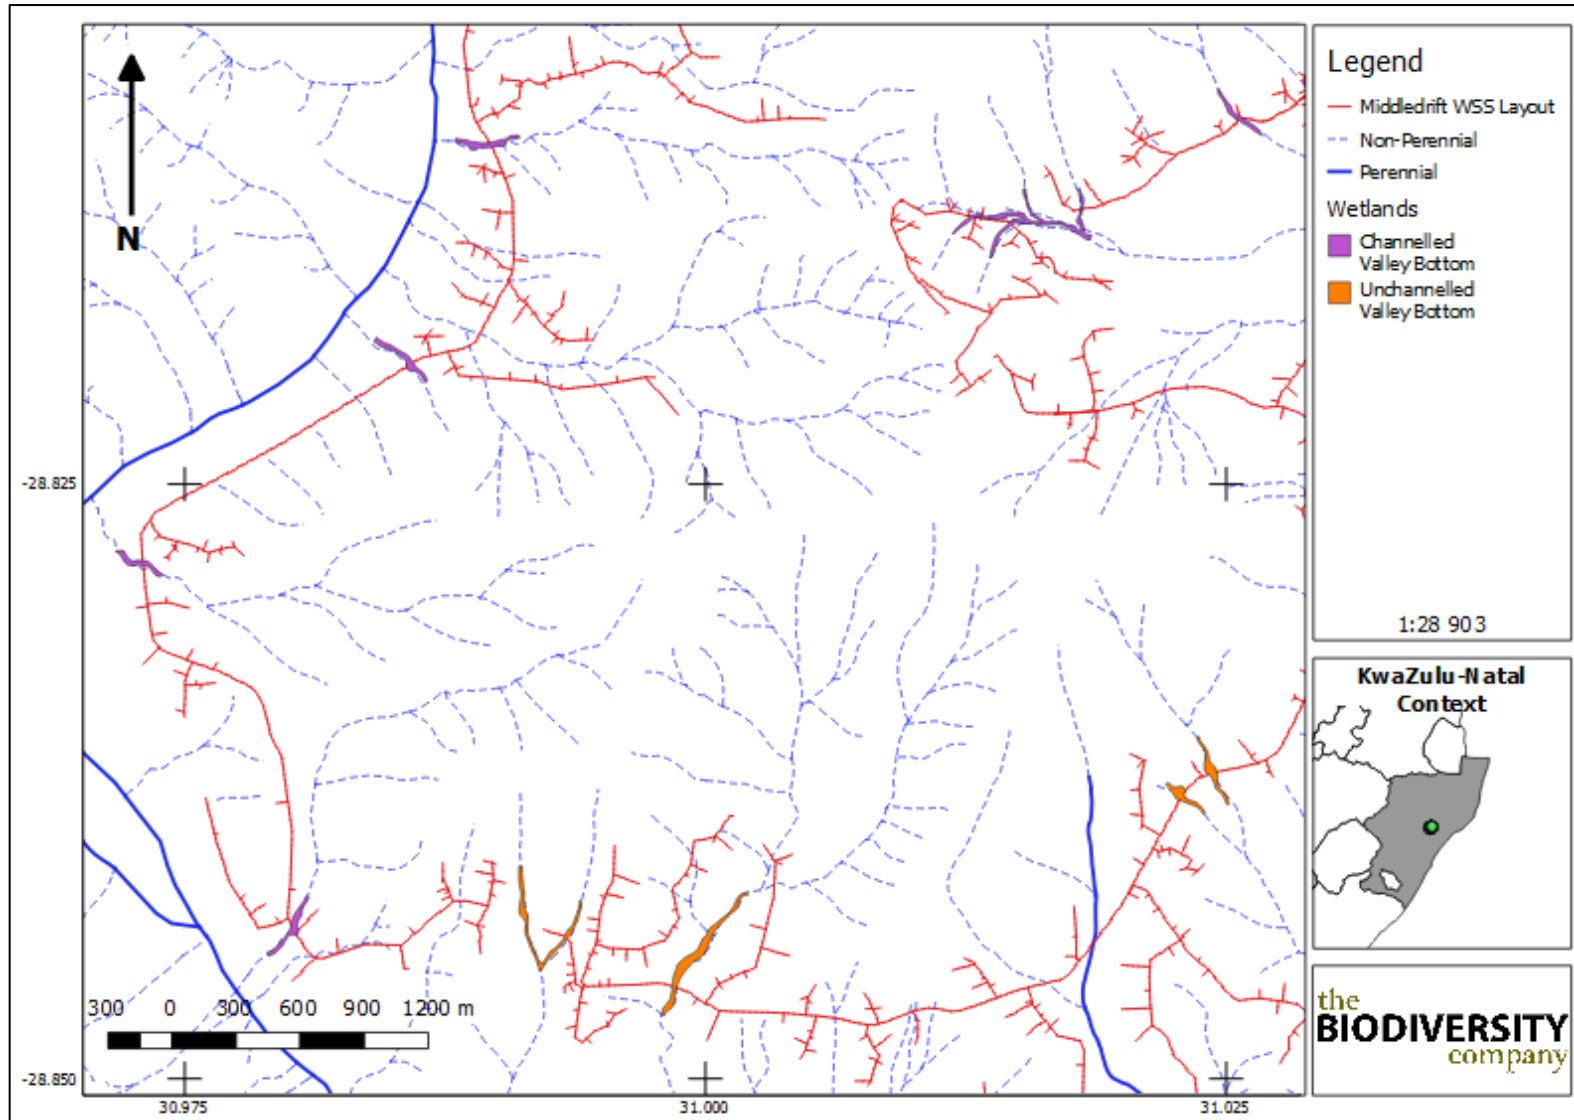 N
300 0 300 600 900 1200 m
-28.825
-28.850
30.975 31.000 31.025
Legend
Middledrift WSS Layout
Non-Perennial
Perennial
Wetlands
Channelled
Valley Bottom
Unchannelled
Valley Bottom
1:28 903
KwaZulu-Natal
Context
the
BIODIVERSITY
company